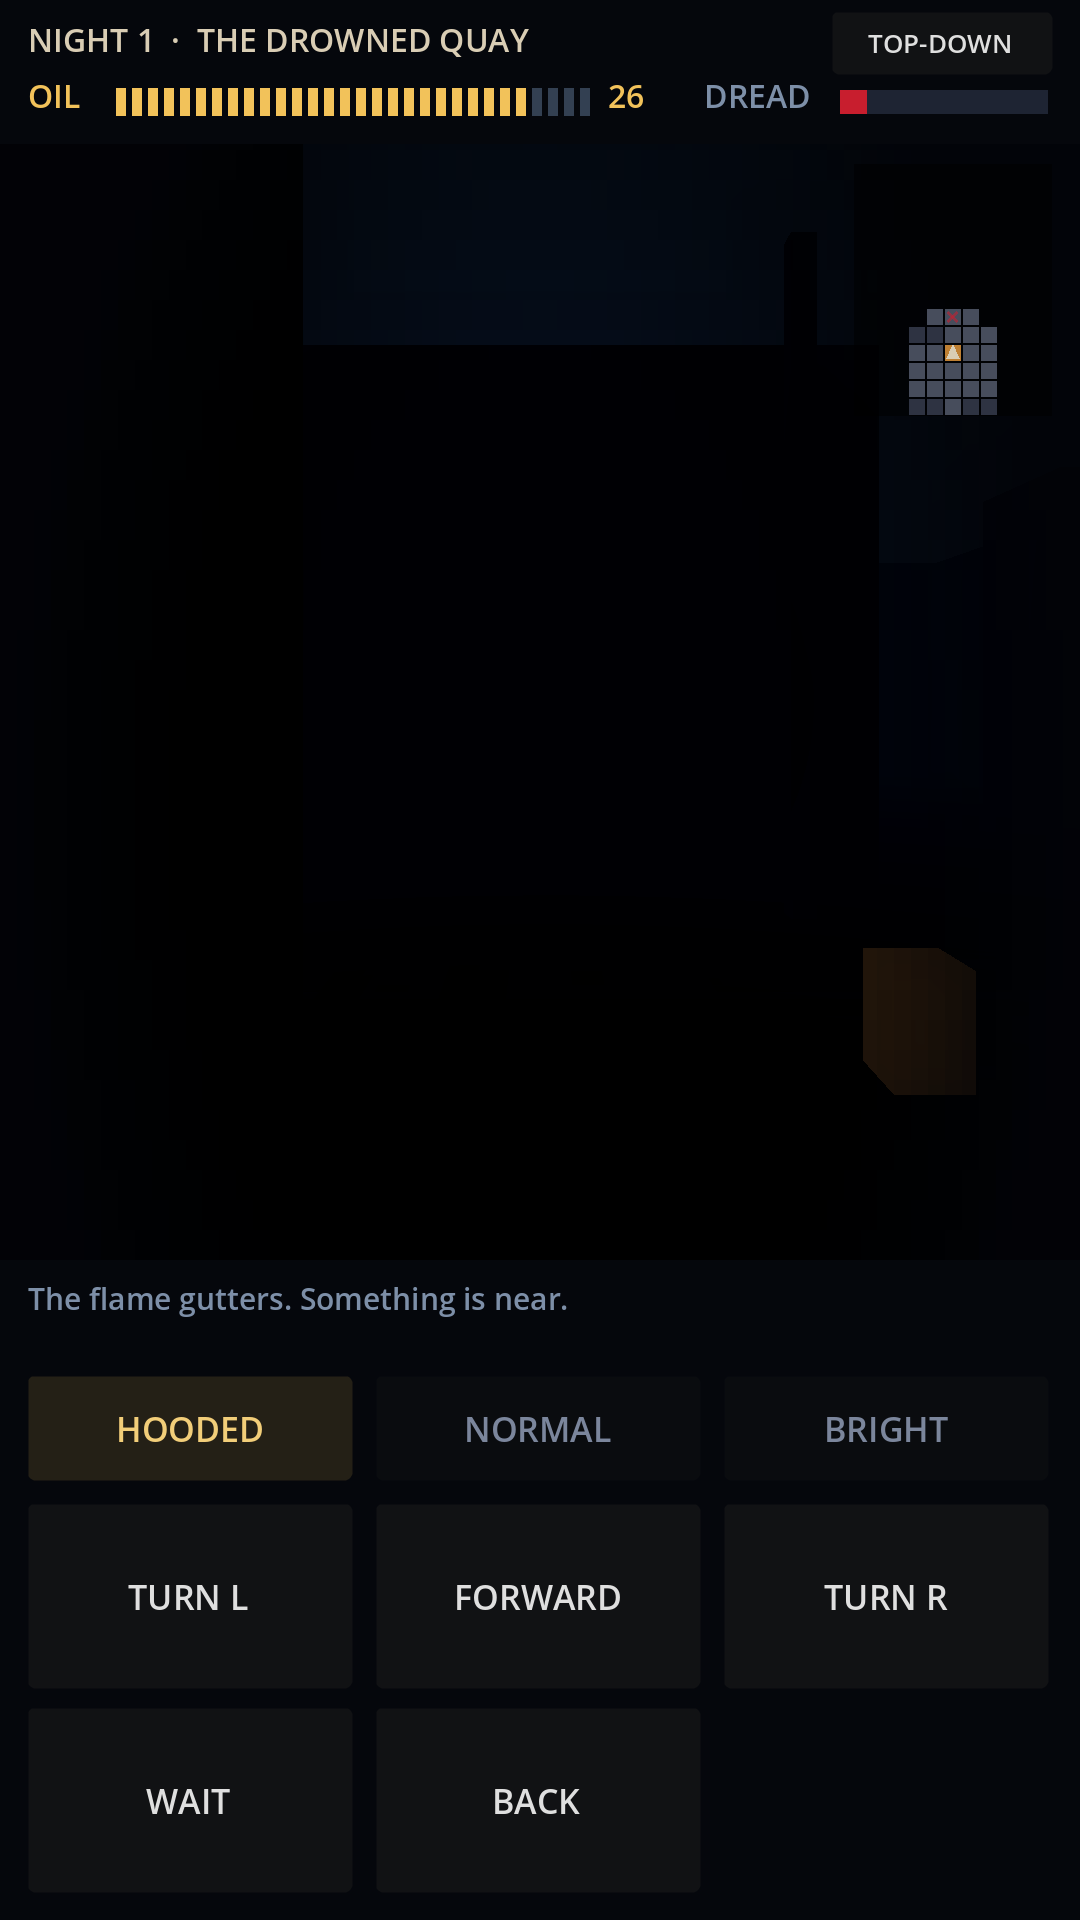 NIGHT 1 · THE DROWNED QUAY
TOP-DOWN
OIL 26 DREAD
The flame gutters. Something is near.
HOODED NORMAL BRIGHT
TURN L FORWARD TURN R
WAIT BACK